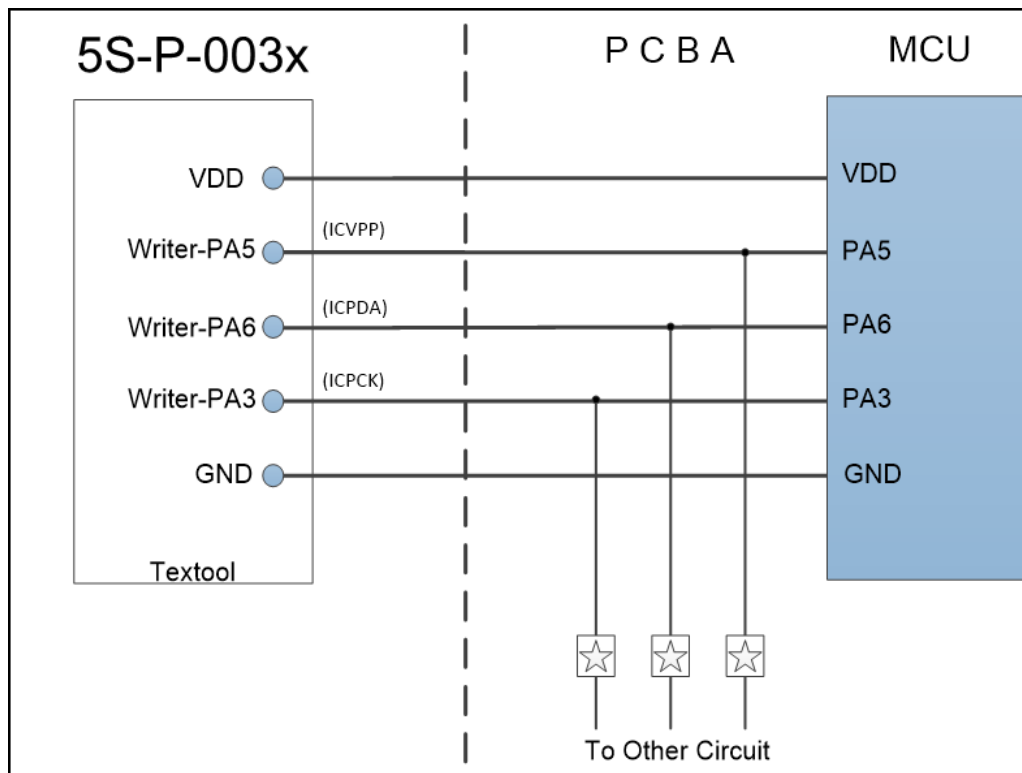 5S-P-003x
P C B A
MCU
VDD
VDD
Writer-PA5
(ICVPP)
PA5
Writer-PA6
(ICPDA)
PA6
Writer-PA3
(ICPCK)
PA3
GND
GND
Textool
To Other Circuit